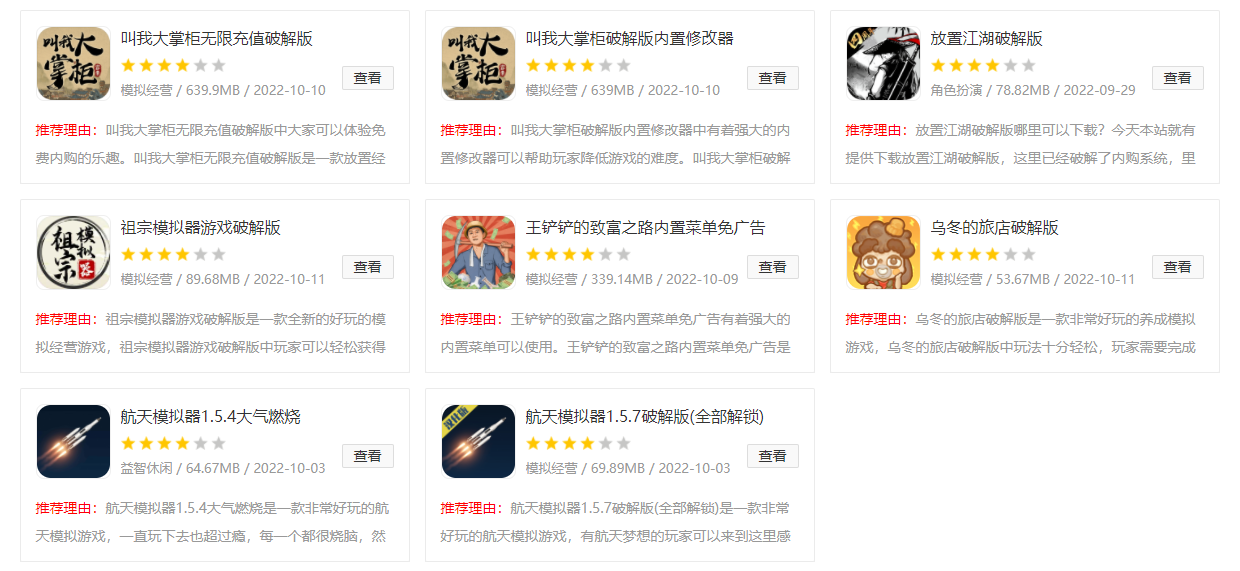 叫我大掌柜
叫我大掌柜无限充值破解版
模拟经营 / 639.9MB / 2022-10-10
查看
推荐理由：叫我大掌柜无限充值破解版中大家可以体验免
费内购的乐趣。叫我大掌柜无限充值破解版是一款放置经
叫我大掌柜
叫我大掌柜破解版内置修改器
模拟经营 / 639MB / 2022-10-10
查看
推荐理由：叫我大掌柜破解版内置修改器中有着强大的内
置修改器可以帮助玩家降低游戏的难度。叫我大掌柜破解
放置江湖破解版
角色扮演 / 78.82MB / 2022-09-29
查看
推荐理由：放置江湖破解版哪里可以下载？今天本站就有
提供下载放置江湖破解版，这里已经破解了内购系统，里
祖宗模拟器
祖宗模拟器游戏破解版
模拟经营 / 89.68MB / 2022-10-11
查看
推荐理由：祖宗模拟器游戏破解版是一款全新的好玩的模
拟经营游戏，祖宗模拟器游戏破解版中玩家可以轻松获得
王铲铲的致富之路内置菜单免广告
模拟经营 / 339.14MB / 2022-10-09
查看
推荐理由：王铲铲的致富之路内置菜单免广告有着强大的
内置菜单可以使用。王铲铲的致富之路内置菜单免广告是
乌冬的旅店破解版
模拟经营 / 53.67MB / 2022-10-11
查看
推荐理由：乌冬的旅店破解版是一款非常好玩的养成模拟
游戏，乌冬的旅店破解版中玩法十分轻松，玩家需要完成
航天模拟器1.5.4大气燃烧
益智休闲 / 64.67MB / 2022-10-03
查看
推荐理由：航天模拟器1.5.4大气燃烧是一款非常好玩的航
天模拟游戏，一直玩下去也超过瘾，每一个都很烧脑，然
航天模拟器1.5.7破解版(全部解锁)
模拟经营 / 69.89MB / 2022-10-03
查看
推荐理由：航天模拟器1.5.7破解版(全部解锁)是一款非常
好玩的航天模拟游戏，有航天梦想的玩家可以来到这里感